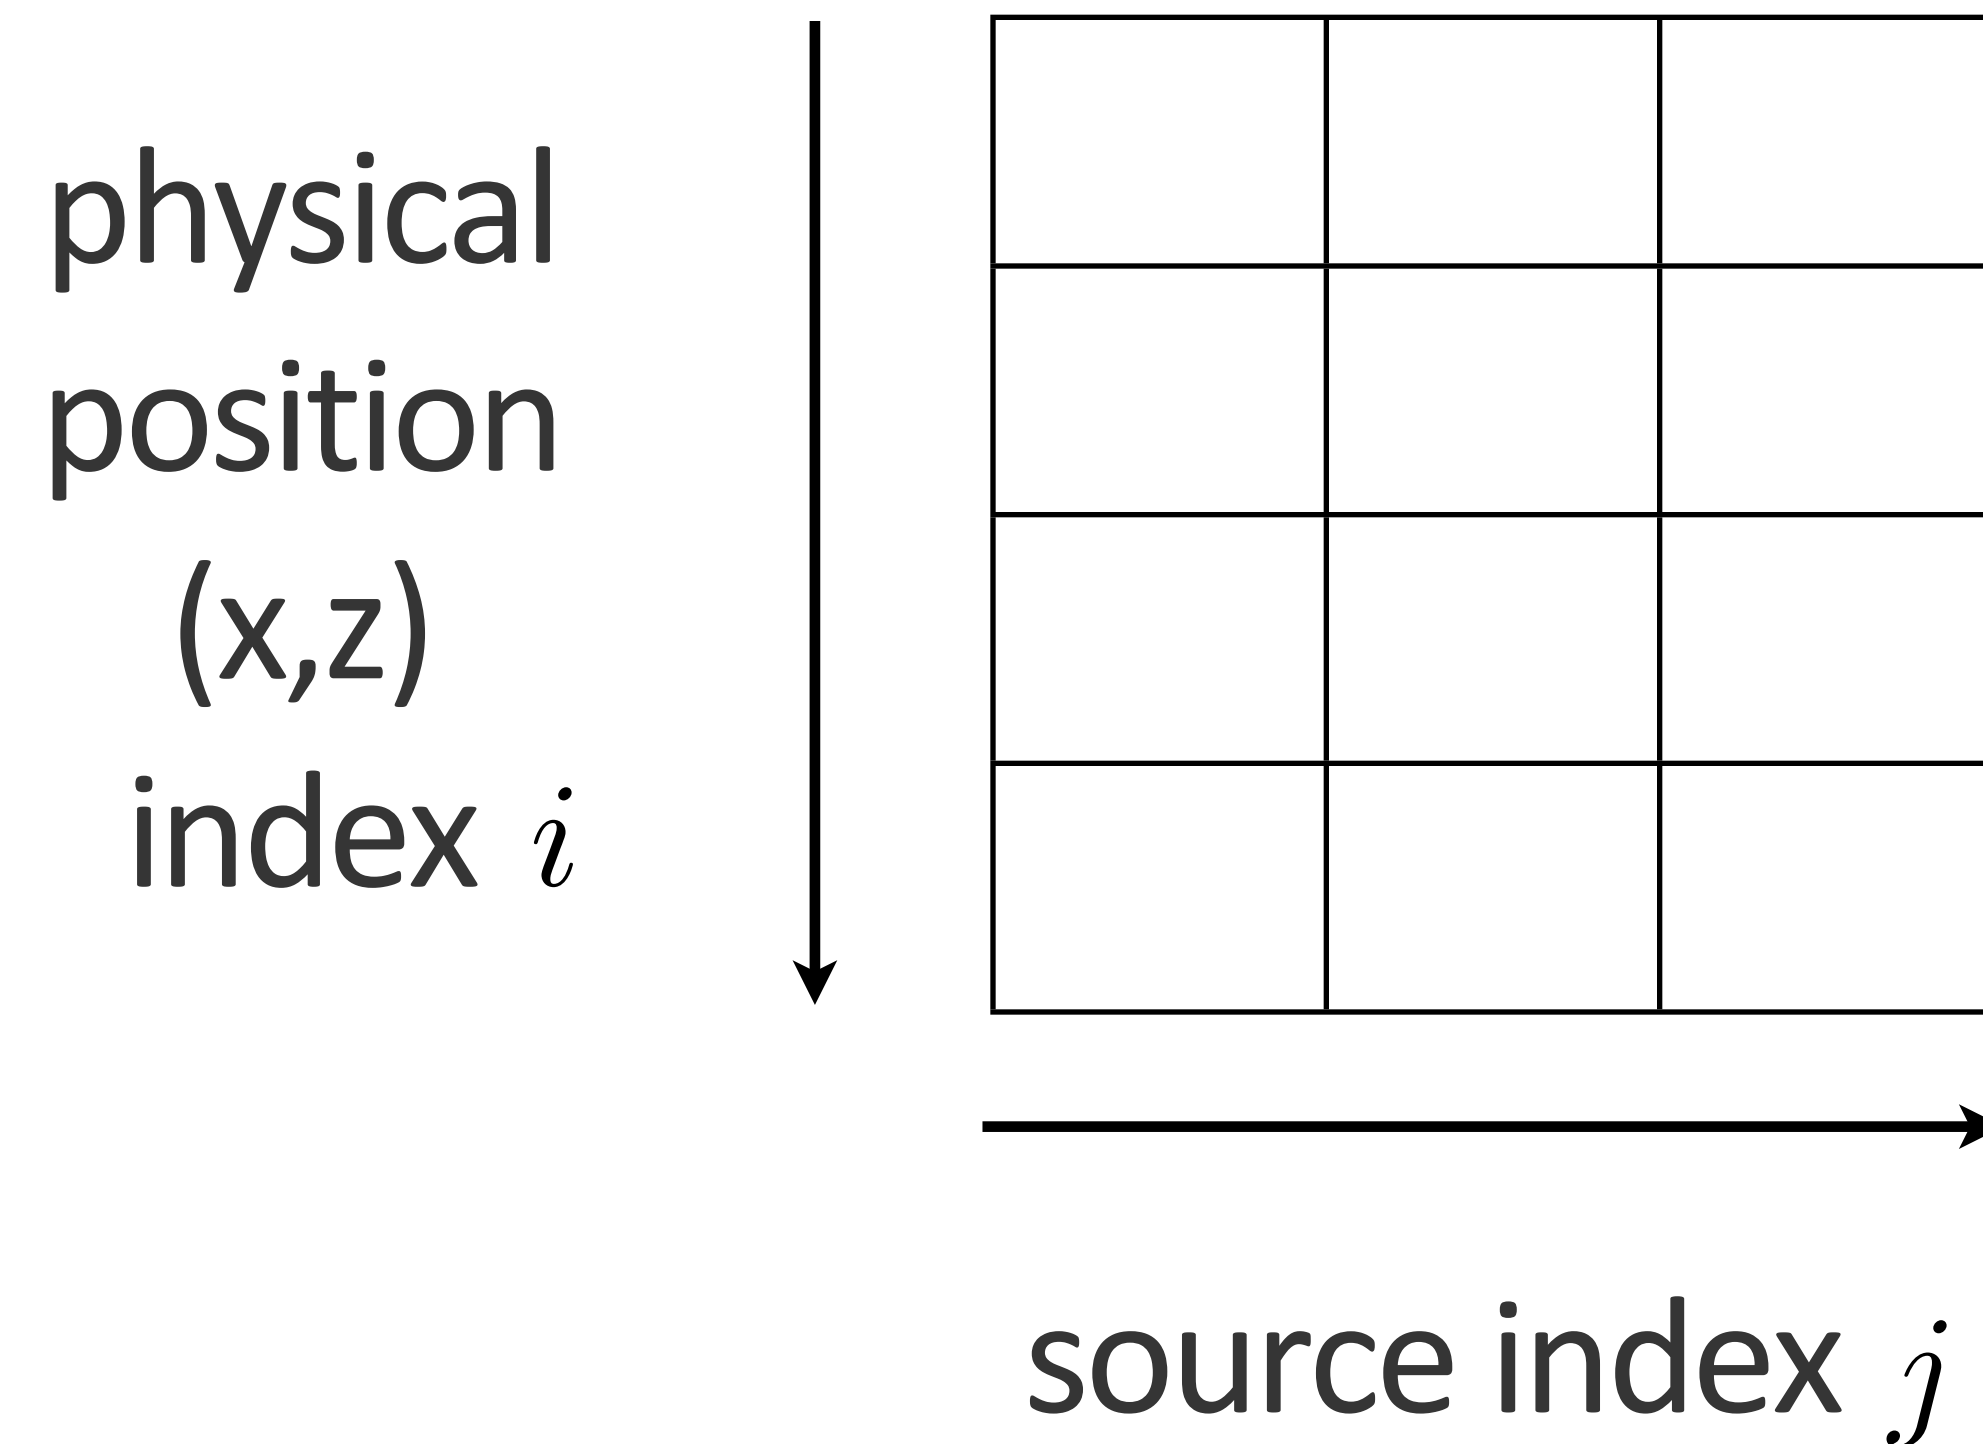 physical
position
(x,z)
index i
source index j